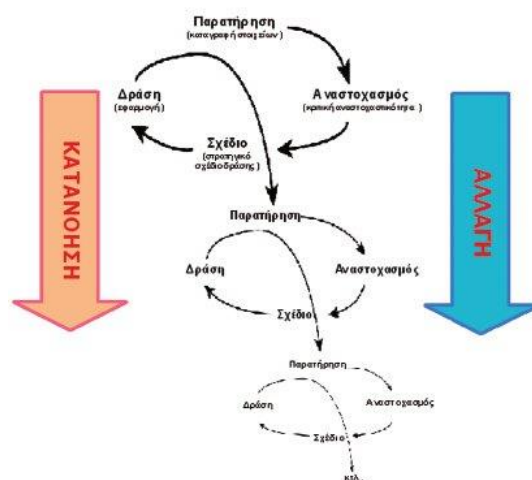 Παρατήρηση
(καταγραφή στοιχείων)
Δράση
(εφαρμογή)
Αναστοχασμός
(κριτική αναστοχαστικότητα )
Σχέδιο
(στρατηγικό
σχέδιο δράσης)
ΚΑΤΑΝΟΗΣΗ
ΑΛΛΑΓΗ
Παρατήρηση
Δράση
Αναστοχασμός
Σχέδιο
Παρατήρηση
Δράση
Αναστοχασμός
Σχέδιο
κτλ.